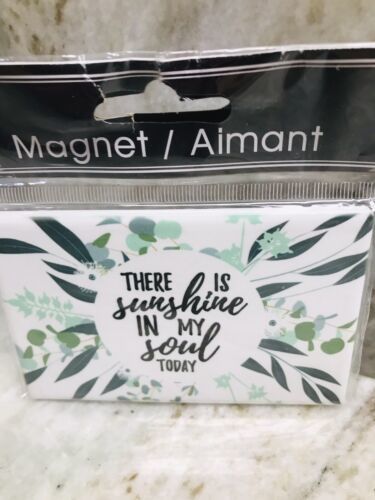 Magnet / Aimant
THERE IS
sunshine
IN MY
soul
TODAY